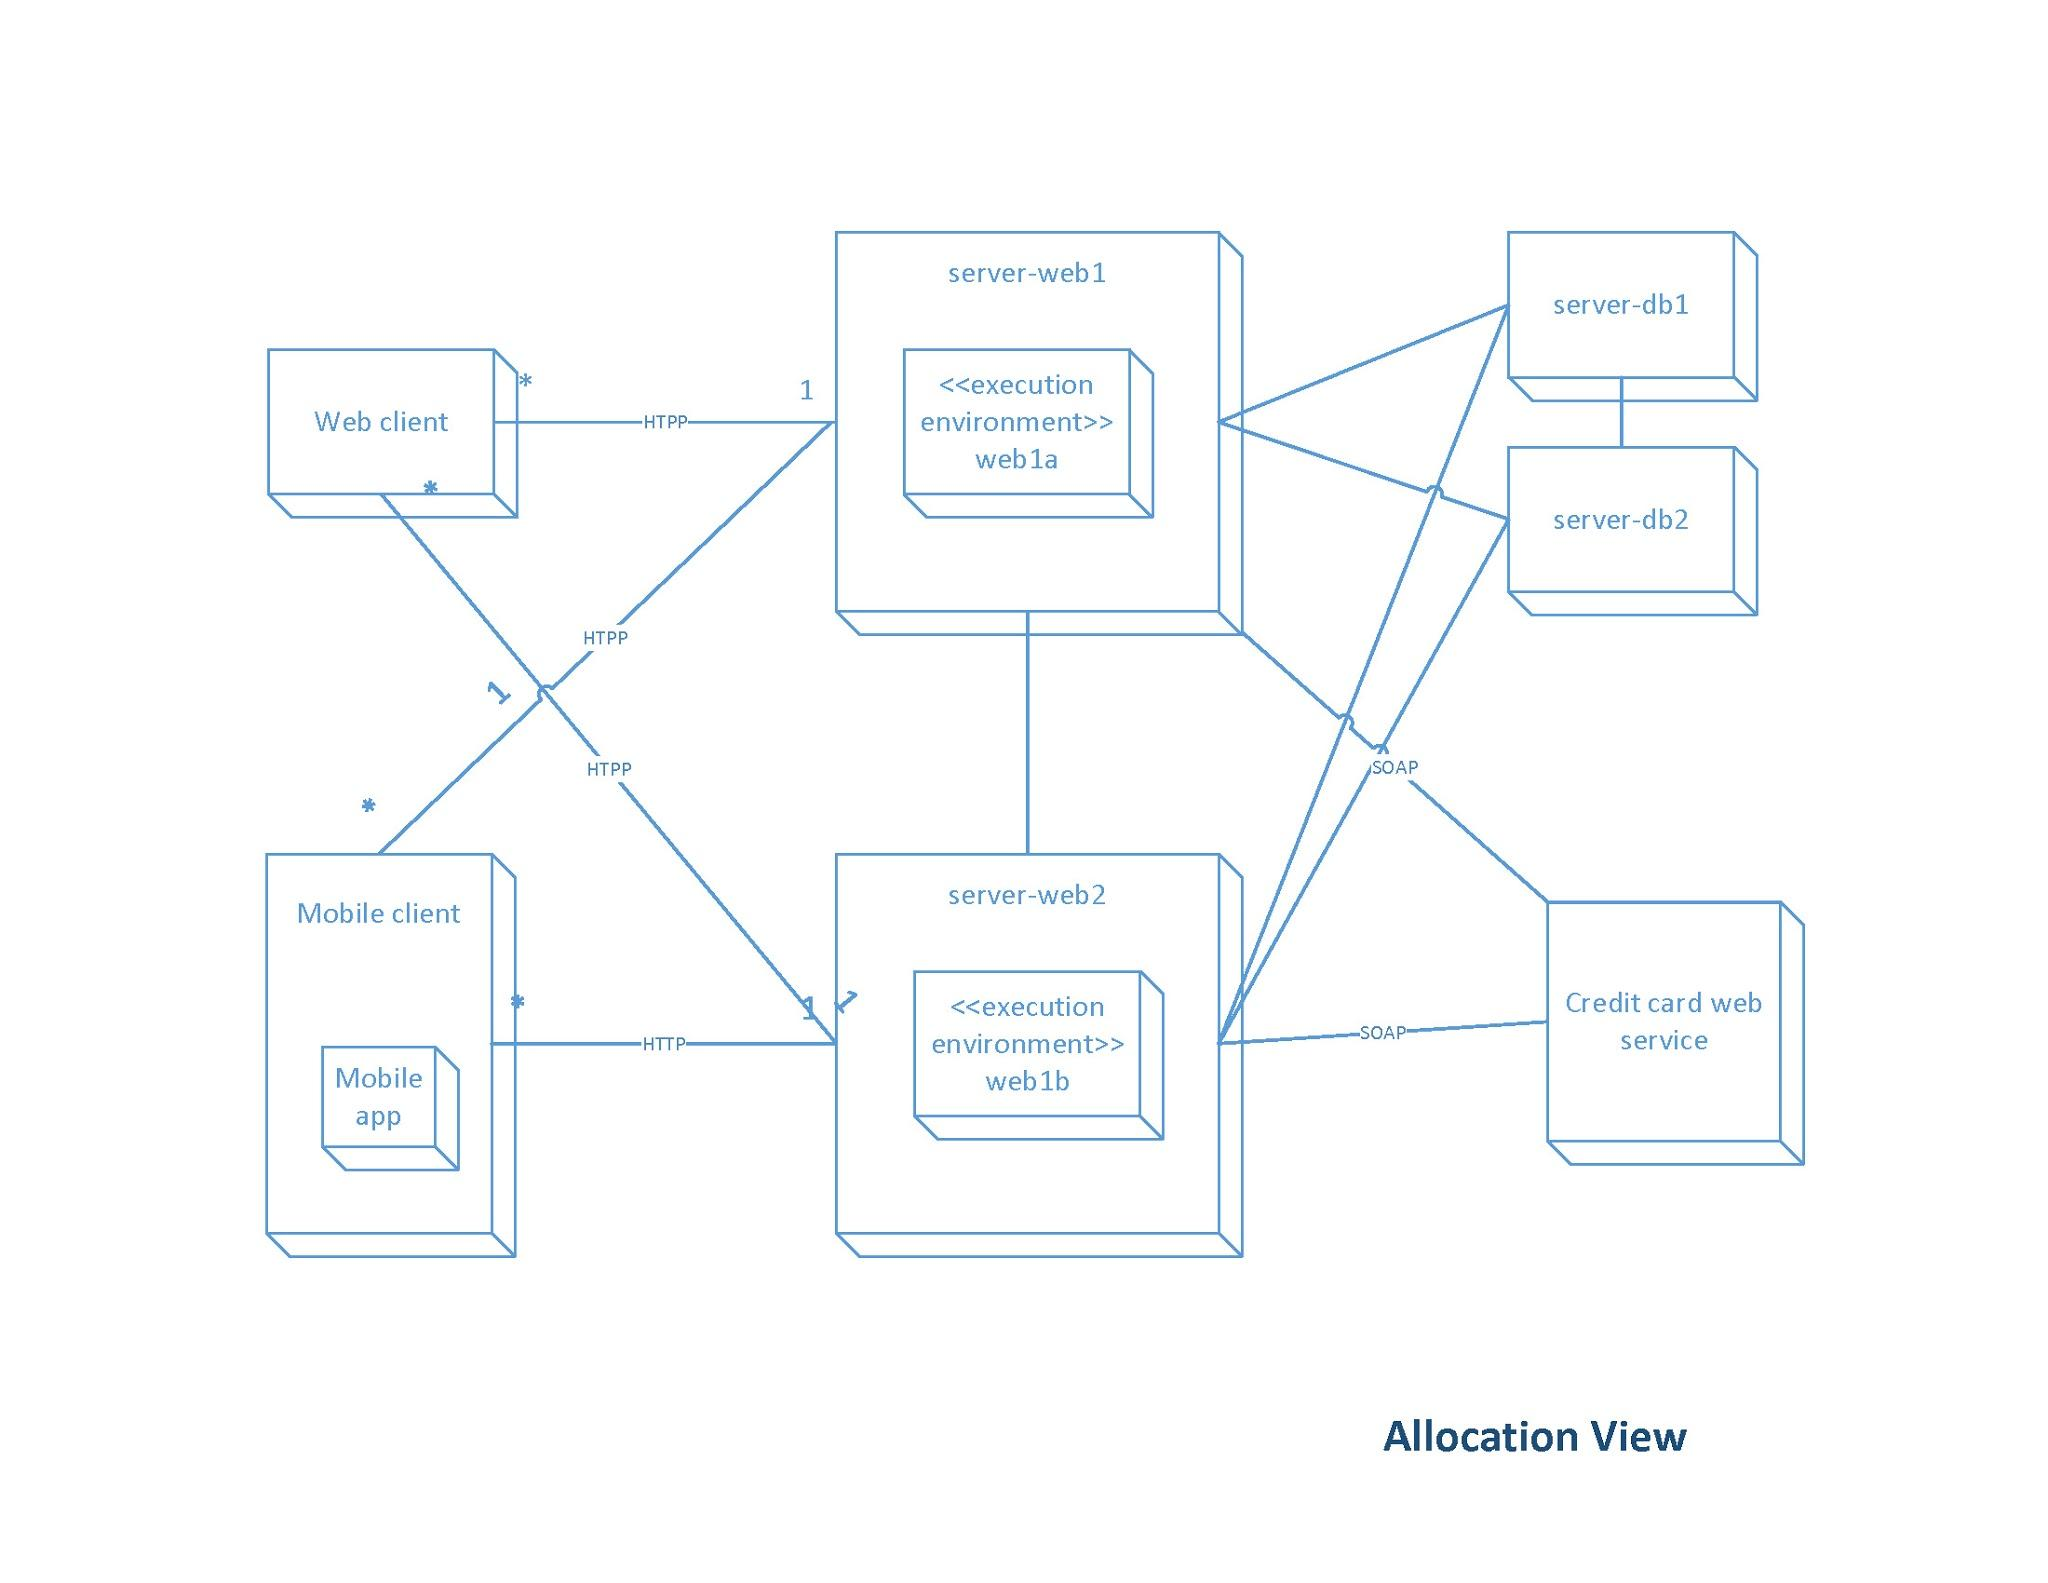 server-web1
server-db1
<<execution
environment>>
web1a
*
1
Web client
HTPP
*
server-db2
HTPP
1
HTPP
SOAP
*
server-web2
Mobile client
*
1
1
<<execution
environment>>
web1b
HTTP
SOAP
Credit card web
service
Mobile
app
Allocation View